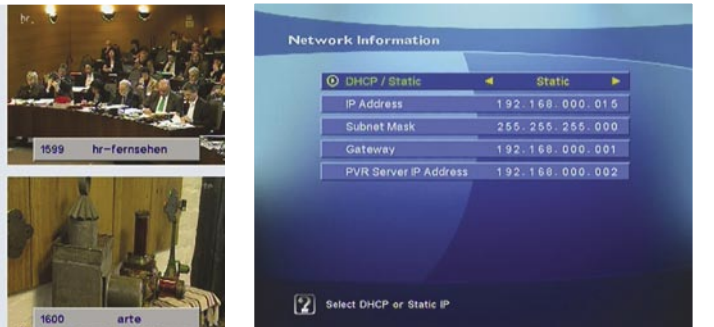 hr
1599 hr-fernsehen
1600 arte
Network Information
DHCP / Static Static
IP Address 192.168.000.015
Subnet Mask 255.255.255.000
Gateway 192.168.000.001
PVR Server IP Address 192.168.000.002
? Select DHCP or Static IP